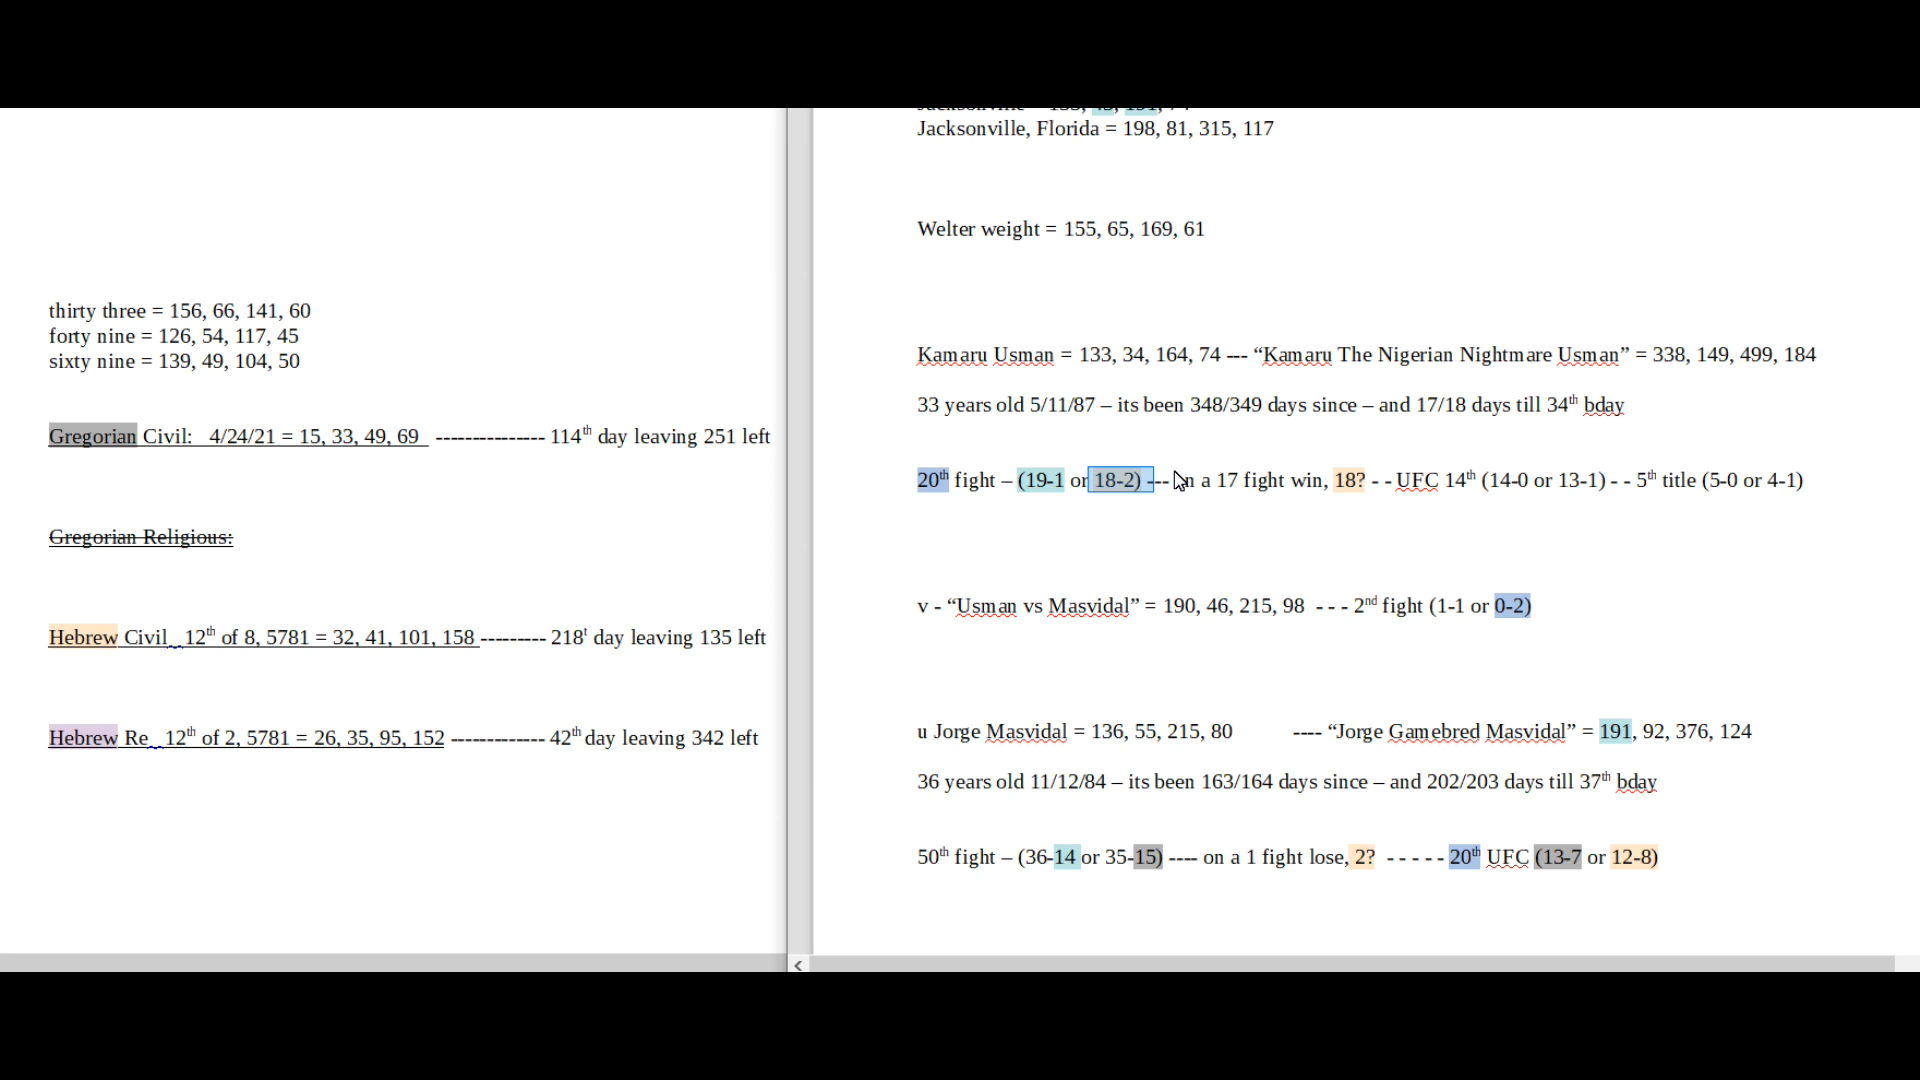 thirty three = 156, 66, 141, 60
forty nine = 126, 54, 117, 45
sixty nine = 139, 49, 104, 50
Gregorian Civil: 4/24/21 = 15, 33, 49, 69 --------------- 114th day leaving 251 left
Gregorian Religious:
Hebrew Civil 12th of 8, 5781 = 32, 41, 101, 158 --------- 218t day leaving 135 left
Hebrew Re 12th of 2, 5781 = 26, 35, 95, 152 ------------- 42th day leaving 342 left
Jacksonville, Florida = 198, 81, 315, 117
Welter weight = 155, 65, 169, 61
Kamaru Usman = 133, 34, 164, 74 --- “Kamaru The Nigerian Nightmare Usman” = 338, 149, 499, 184
33 years old 5/11/87 – its been 348/349 days since – and 17/18 days till 34th bday
20th fight – (19-1 or 18-2) --- a 17 fight win, 18? - - UFC 14th (14-0 or 13-1) - - 5th title (5-0 or 4-1)
v - “Usman vs Masvidal” = 190, 46, 215, 98 - - - 2nd fight (1-1 or 0-2)
u Jorge Masvidal = 136, 55, 215, 80 ---- “Jorge Gamebred Masvidal” = 191, 92, 376, 124
36 years old 11/12/84 – its been 163/164 days since – and 202/203 days till 37th bday
50th fight – (36-14 or 35-15) ---- on a 1 fight lose, 2? - - - - - 20th UFC (13-7 or 12-8)